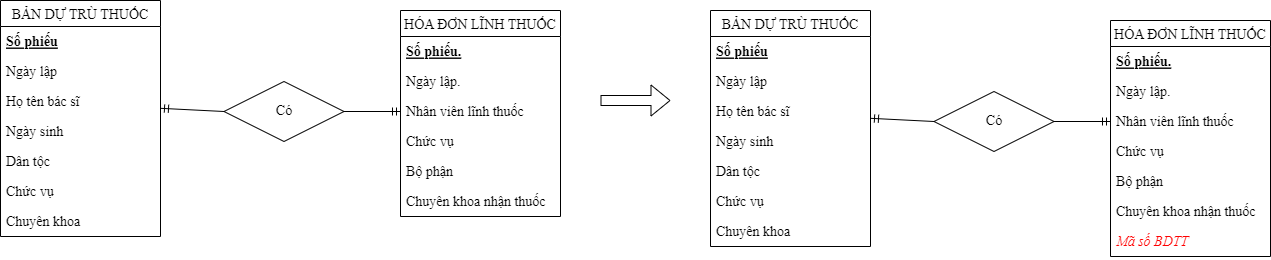 BẢN DỰ TRÙ THUỐC
Số phiếu
Ngày lập
Họ tên bác sĩ
Ngày sinh
Dân tộc
Chức vụ
Chuyên khoa
Có
HÓA ĐƠN LĨNH THUỐC
Số phiếu.
Ngày lập.
Nhân viên lĩnh thuốc
Chức vụ
Bộ phận
Chuyên khoa nhận thuốc
BẢN DỰ TRÙ THUỐC
Số phiếu
Ngày lập
Họ tên bác sĩ
Ngày sinh
Dân tộc
Chức vụ
Chuyên khoa
Có
HÓA ĐƠN LĨNH THUỐC
Số phiếu.
Ngày lập.
Nhân viên lĩnh thuốc
Chức vụ
Bộ phận
Chuyên khoa nhận thuốc
Mã số BDTT